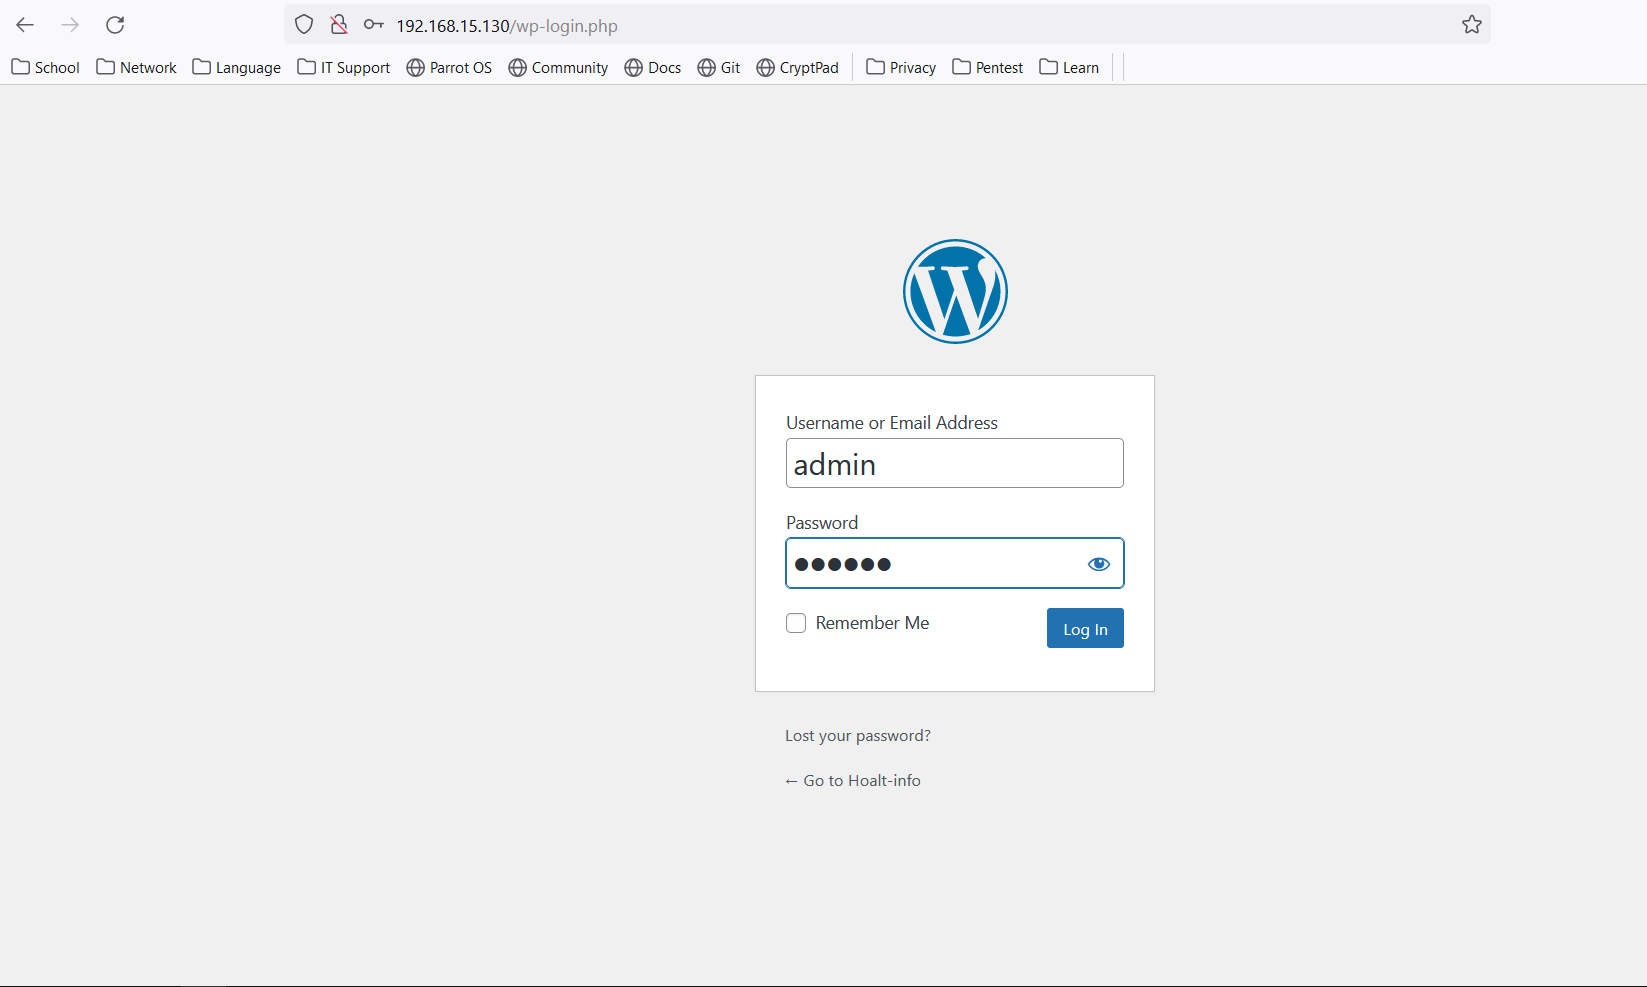 192.168.15.130/wp-login.php
School Network Language IT Support Parrot OS Community Docs Git CryptPad Privacy Pentest Learn
Username or Email Address
admin
Password
●●●●●●
Remember Me
Log In
Lost your password?
← Go to Hoalt-info